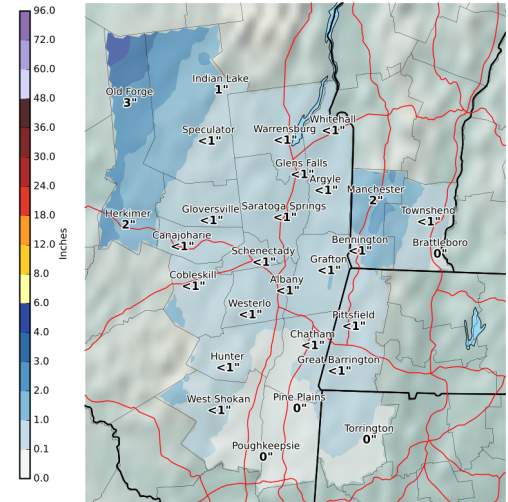 96.0
72.0
60.0
48.0
36.0
30.0
24.0
18.0
12.0
8.0
6.0
4.0
3.0
2.0
1.0
0.1
0.0
Inches
Old Forge
3"
Indian Lake
1"
Speculator
<1"
Warrensburg
<1"
Whitehall
<1"
Glens Falls
<1"
Argyle
<1"
Manchester
2"
Herkimer
2"
Gloversville
<1"
Saratoga Springs
<1"
Townshend
<1"
Canajoharie
<1"
Schenectady
<1"
Bennington
<1"
Brattleboro
0"
Grafton
<1"
Cobleskill
<1"
Albany
<1"
Westerlo
<1"
Pittsfield
<1"
Chatham
<1"
Hunter
<1"
Great Barrington
<1"
West Shokan
<1"
Pine Plains
0"
Torrington
0"
Poughkeepsie
0"